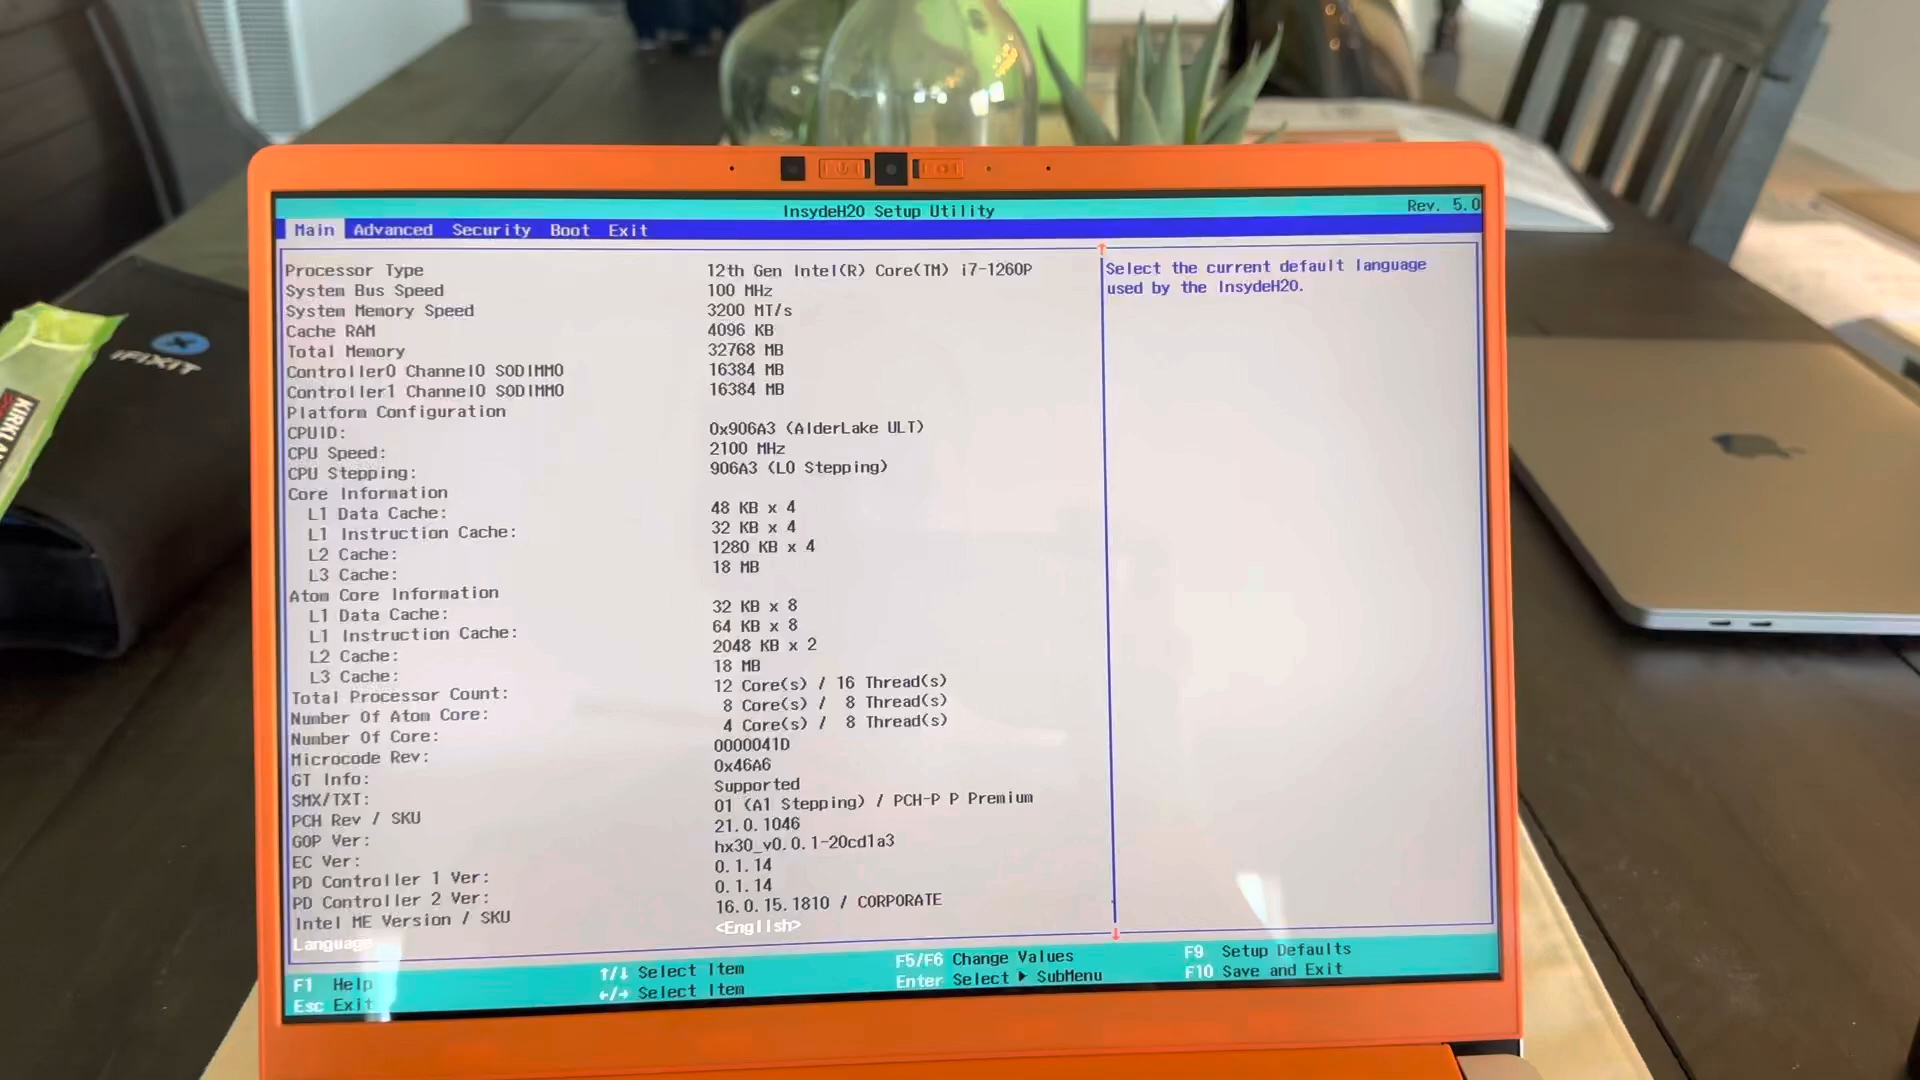 InsydeH20 Setup Utility
Rev. 5.0
Main Advanced Security Boot Exit
Processor Type 12th Gen Intel(R) Core(TM) i7-1260P
System Bus Speed 100 MHz
System Memory Speed 3200 MT/s
Cache RAM 4096 KB
Total Memory 32768 MB
Controller0 Channel0 SODIMM0 16384 MB
Controller1 Channel0 SODIMM0 16384 MB
Platform Configuration
CPUID: 0x906A3 (AlderLake ULT)
CPU Speed: 2100 MHz
CPU Stepping: 906A3 (L0 Stepping)
Core Information
L1 Data Cache: 48 KB x 4
L1 Instruction Cache: 32 KB x 4
L2 Cache: 1280 KB x 4
L3 Cache: 18 MB
Atom Core Information
L1 Data Cache: 32 KB x 8
L1 Instruction Cache: 64 KB x 8
L2 Cache: 2048 KB x 2
L3 Cache: 18 MB
Total Processor Count: 12 Core(s) / 16 Thread(s)
Number Of Atom Core: 8 Core(s) / 8 Thread(s)
Number Of Core: 4 Core(s) / 8 Thread(s)
Microcode Rev: 0000041D
GT Info: 0x46A6
SMX/TXT: Supported
PCH Rev / SKU 01 (A1 Stepping) / PCH-P P Premium
GOP Ver: 21.0.1046
EC Ver: hx30_v0.0.1-20cd1a3
PD Controller 1 Ver: 0.1.14
PD Controller 2 Ver: 0.1.14
Intel ME Version / SKU 16.0.15.1810 / CORPORATE
Language <English>
Select the current default language
used by the InsydeH20.
F1 Help ↑/↓ Select Item F5/F6 Change Values F9 Setup Defaults
Esc Exit ←/→ Select Item Enter Select ▶ SubMenu F10 Save and Exit
iFIXIT